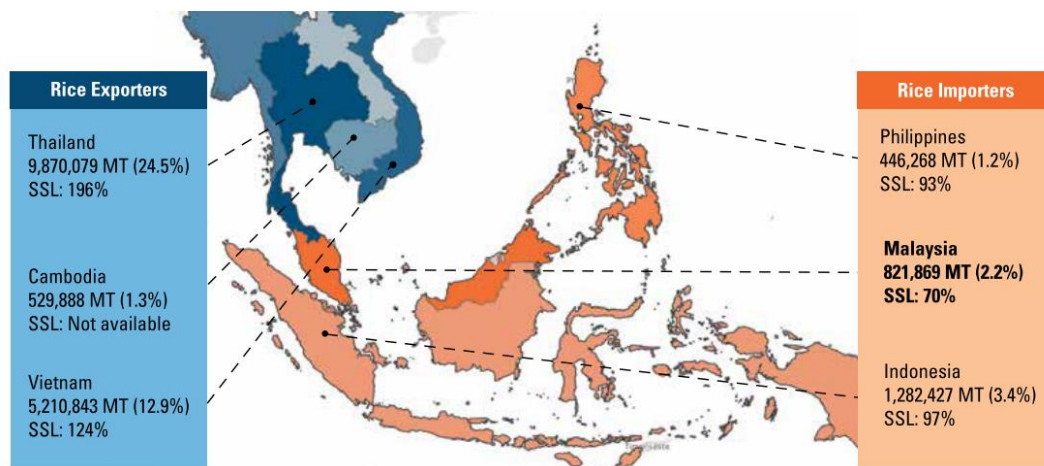 Rice Exporters
Thailand
9,870,079 MT (24.5%)
SSL: 196%
Cambodia
529,888 MT (1.3%)
SSL: Not available
Vietnam
5,210,843 MT (12.9%)
SSL: 124%
Rice Importers
Philippines
446,268 MT (1.2%)
SSL: 93%
Malaysia
821,869 MT (2.2%)
SSL: 70%
Indonesia
1,282,427 MT (3.4%)
SSL: 97%